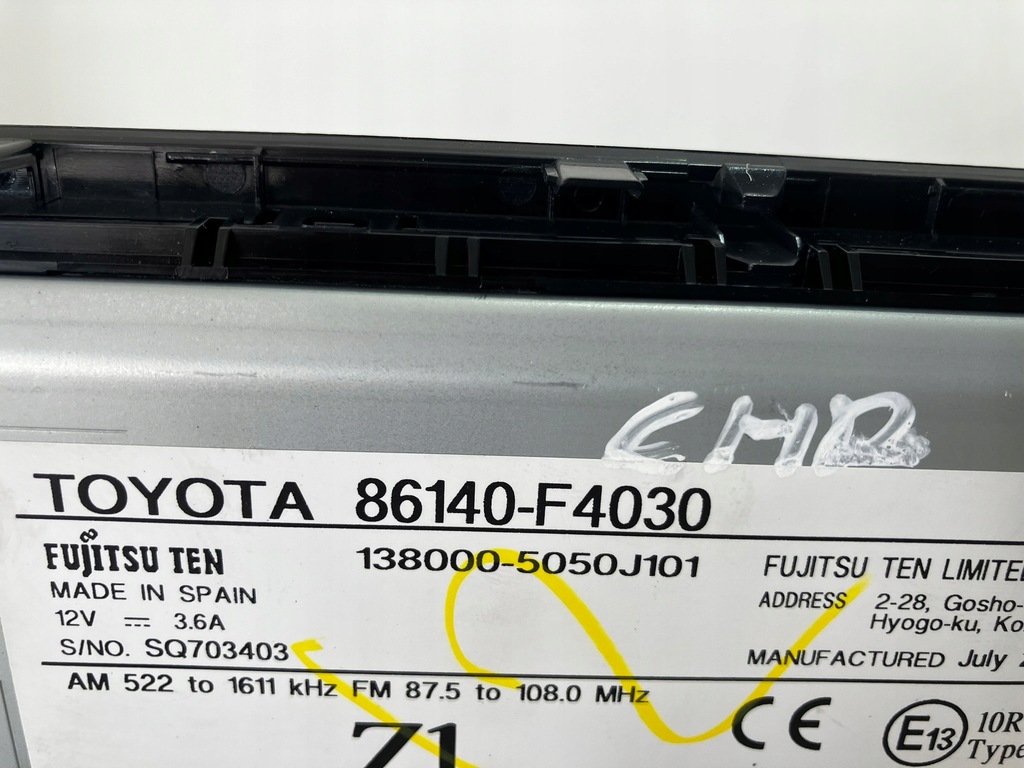 TOYOTA 86140-F4030
FUJITSU TEN 138000-5050J101 FUJITSU TEN LIMITE
MADE IN SPAIN ADDRESS 2-28, Gosho-
12V ⎓ 3.6A Hyogo-ku, Ko
S/NO. SQ703403 MANUFACTURED July 2
AM 522 to 1611 kHz FM 87.5 to 108.0 MHz
Z1 CE E13 10R
Type